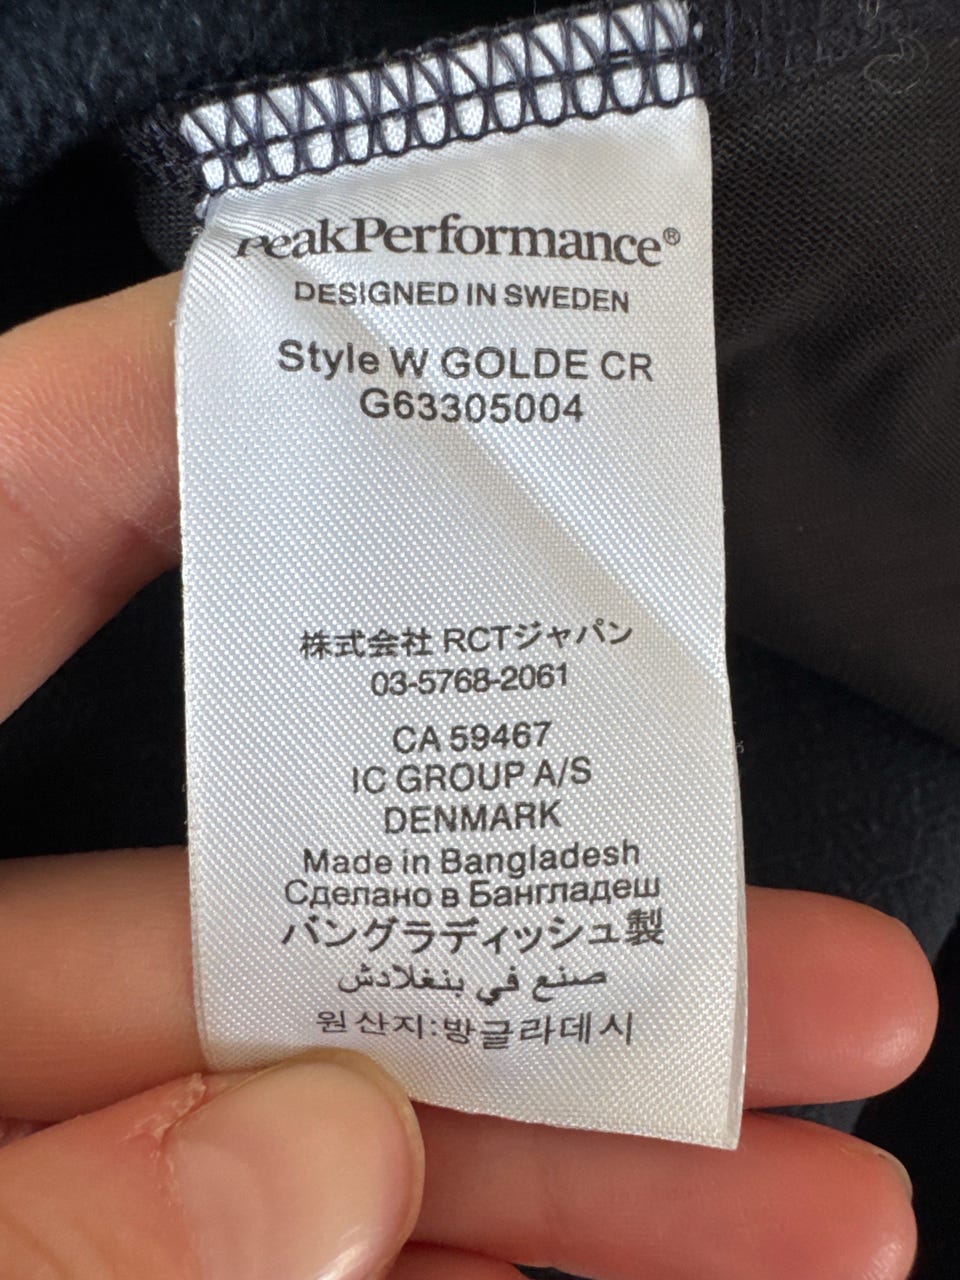 PeakPerformance®
DESIGNED IN SWEDEN
Style W GOLDE CR
G63305004
株式会社 RCTジャパン
03-5768-2061
CA 59467
IC GROUP A/S
DENMARK
Made in Bangladesh
Сделано в Бангладеш
バングラディッシュ製
صنع في بنغلادش
원산지:방글라데시